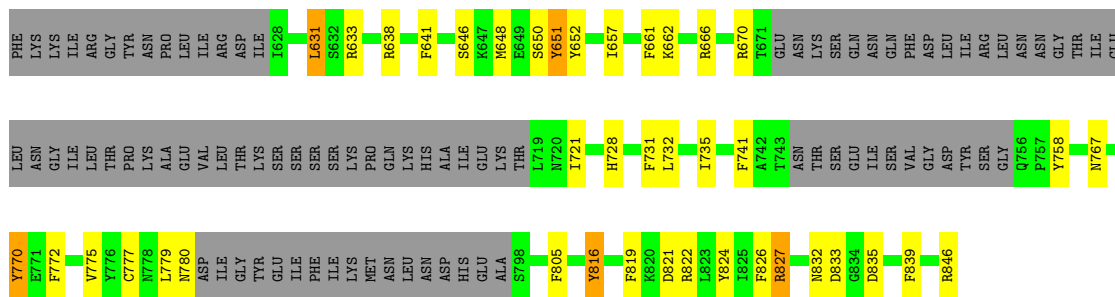 PHE LYS LYS ILE ARG GLY TYR ASN PRO LEU ILE ARG ASP ILE I628 L631 S632 R633 R638 F641 S646 K647 M648 E649 S650 Y651 Y652 I657 F661 K662 R666 R670 T671 GLU ASN LYS SER GLN ASN GLN PHE ASP LEU ILE ARG LEU ASN ASN GLY THR ILE GLU
LEU ASN GLY ILE LEU THR PRO LYS ALA GLU VAL LEU THR LYS SER SER SER SER LYS PRO GLN LYS HIS ALA ILE GLU LYS THR L719 N720 I721 H728 F731 L732 I735 F741 A742 T743 ASN THR SER GLU ILE SER VAL GLY ASP TYR SER GLY Q756 P757 Y758 N767
Y770 E771 F772 V775 Y776 C777 N778 L779 N780 ASP ILE GLY TYR GLU ILE PHE ILE LYS MET ASN LEU ASN ASP HIS GLU ALA S798 F805 Y816 F819 K820 D821 R822 L823 Y824 I825 F826 R827 N832 D833 G834 D835 F839 R846